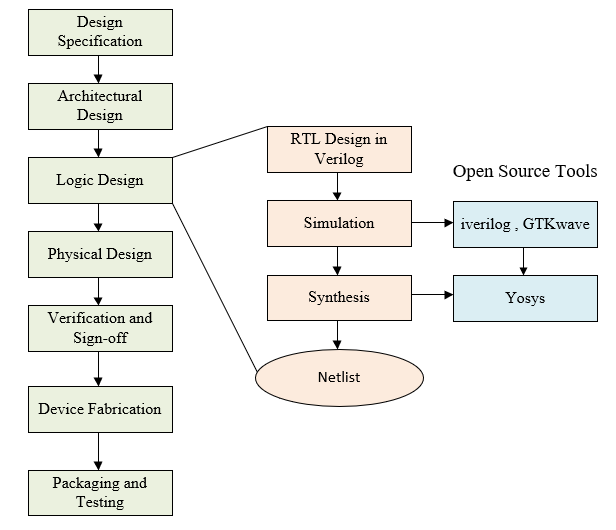 Design
Specification
Architectural
Design
Logic Design
Physical Design
Verification and
Sign-off
Device Fabrication
Packaging and
Testing
RTL Design in
Verilog
Simulation
Synthesis
Netlist
Open Source Tools
iverilog , GTKwave
Yosys